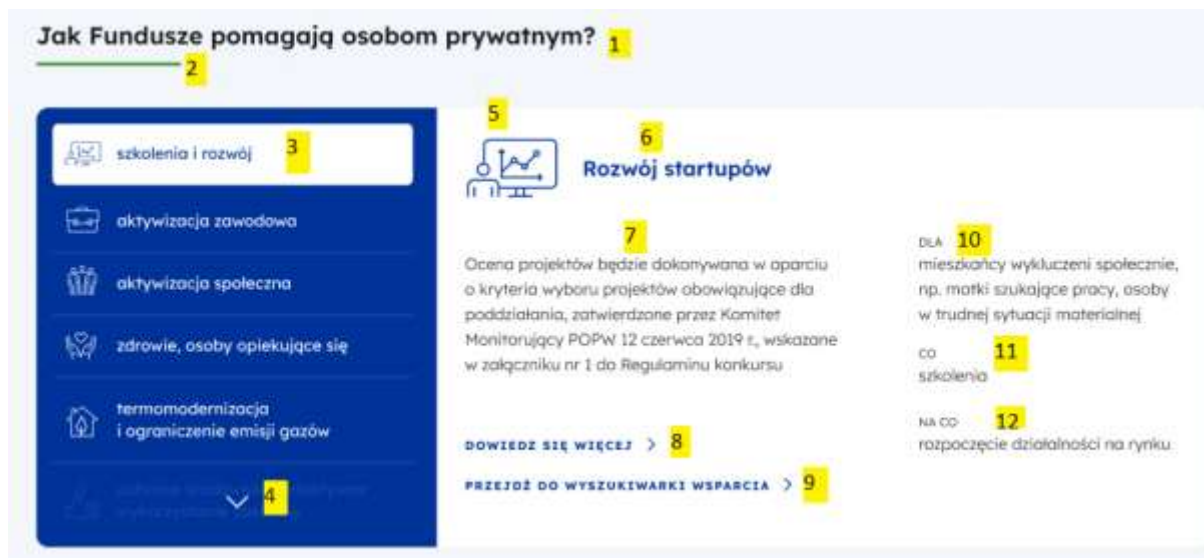 Jak Fundusze pomagają osobom prywatnym? 1
2
szkolenia i rozwój 3
aktywizacja zawodowa
aktywizacja społeczna
zdrowie, osoby opiekujące się
termomodernizacja
i ograniczenie emisji gazów
4
5
6
Rozwój startupów
7
Ocena projektów będzie dokonywana w oparciu
o kryteria wyboru projektów obowiązujące dla
poddziałania, zatwierdzone przez Komitet
Monitorujący POPW 12 czerwca 2019 r., wskazane
w załączniku nr 1 do Regulaminu konkursu
DOWIEDZ SIĘ WIĘCEJ > 8
PRZEJDŹ DO WYSZUKIWARKI WSPARCIA > 9
DLA 10
mieszkańcy wykluczeni społecznie,
np. matki szukające pracy, osoby
w trudnej sytuacji materialnej
CO 11
szkolenia
NA CO 12
rozpoczęcie działalności na rynku